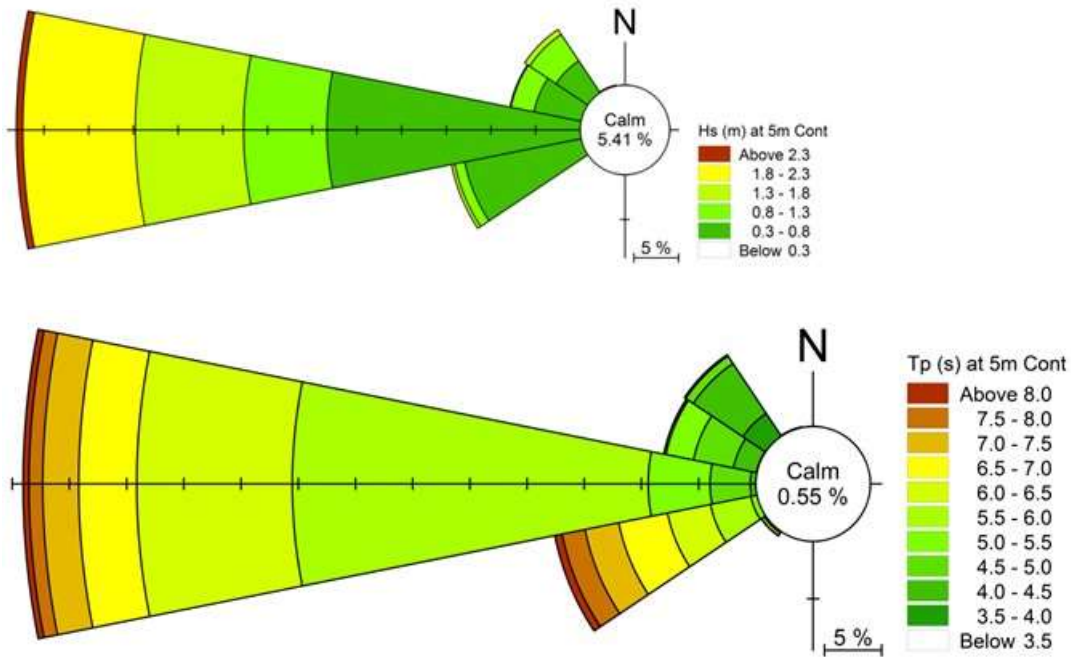 N
Calm
5.41 %
Hs (m) at 5m Cont
Above 2.3
1.8 - 2.3
1.3 - 1.8
0.8 - 1.3
0.3 - 0.8
Below 0.3
5 %
N
Calm
0.55 %
Tp (s) at 5m Cont
Above 8.0
7.5 - 8.0
7.0 - 7.5
6.5 - 7.0
6.0 - 6.5
5.5 - 6.0
5.0 - 5.5
4.5 - 5.0
4.0 - 4.5
3.5 - 4.0
Below 3.5
5 %